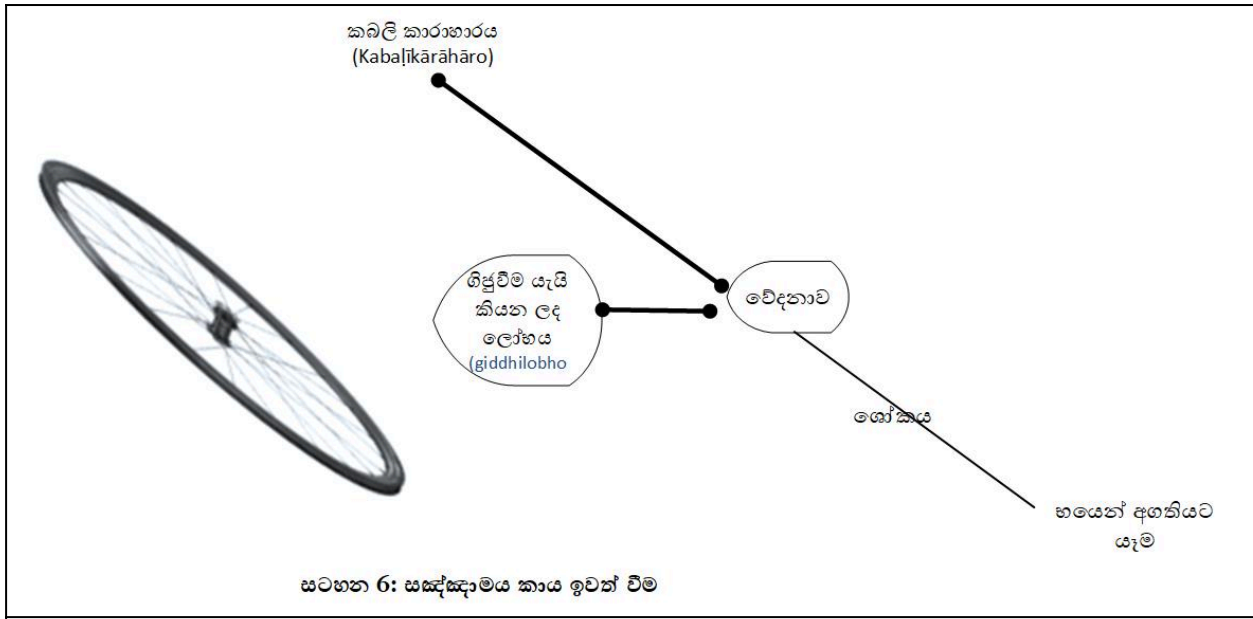 කබලි කාරාහාරය
(Kabaḷīkārāhāro)
ගිජුවීම යැයි
කියන ලද
ලෝභය
(giddhilobho
වේදනාව
ශෝකය
භයෙන් අගතියට
යෑම
සටහන 6: සඤ්ඤාමය කාය ඉවත් වීම